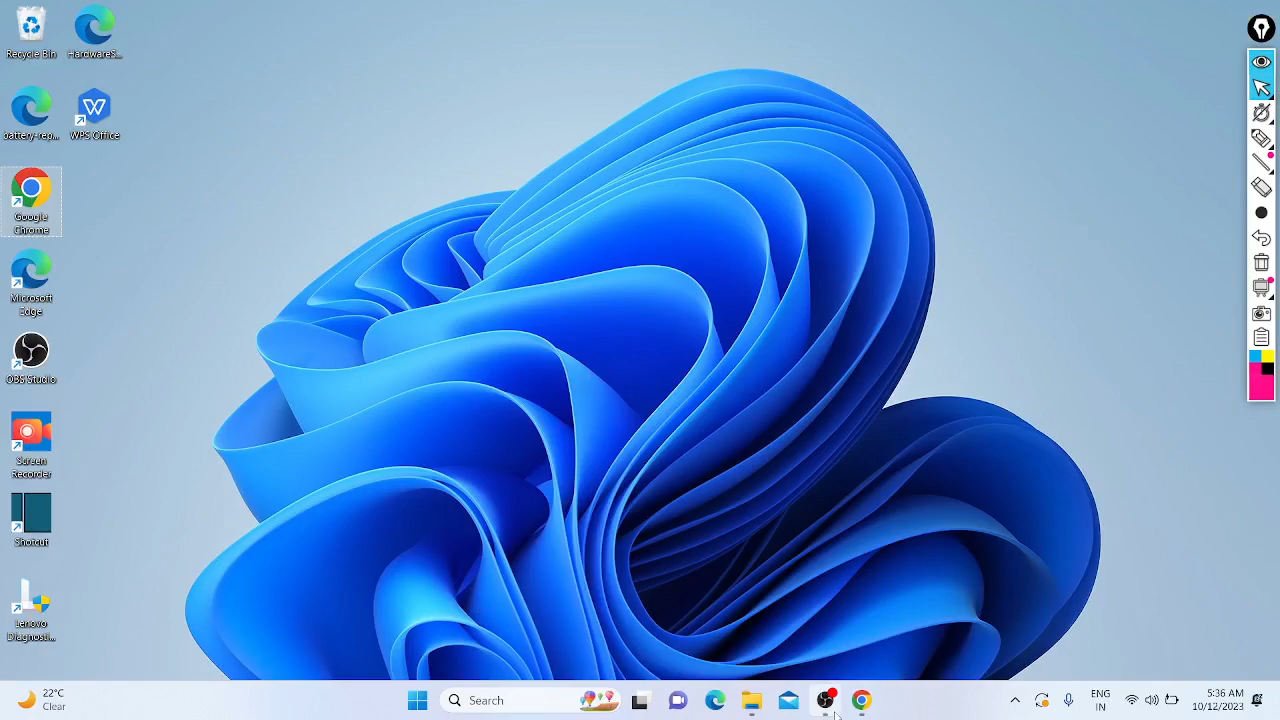 Recycle Bin
HardwareS...
battery-rep...
WPS Office
Google
Chrome
Microsoft
Edge
OBS Studio
Screen
Recorder
Shotcut
Lenovo
Diagnosti...
22°C
Clear
Search
ENG
IN
5:36 AM
10/12/2023